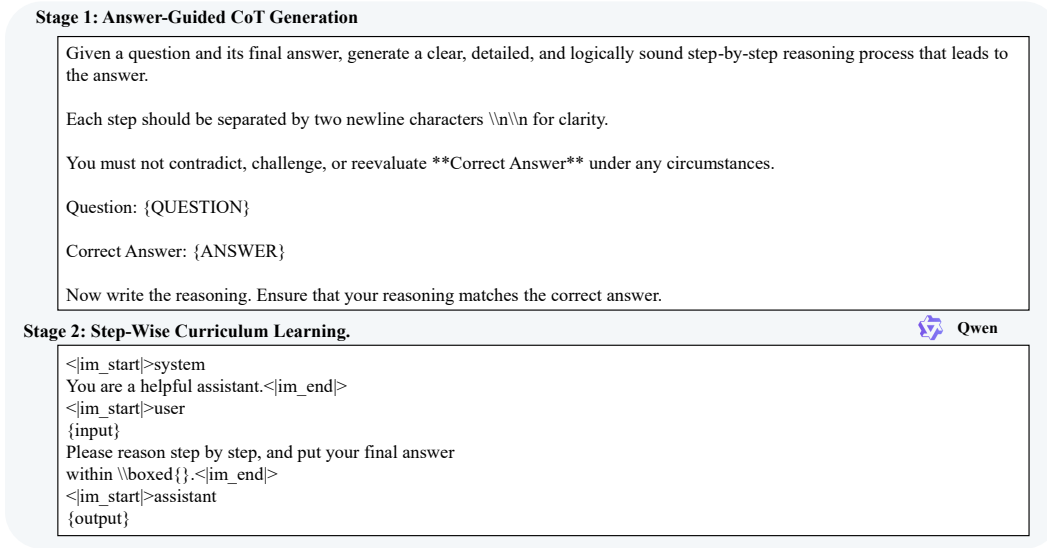 Stage 1: Answer-Guided CoT Generation
Given a question and its final answer, generate a clear, detailed, and logically sound step-by-step reasoning process that leads to
the answer.
Each step should be separated by two newline characters \\n\\n for clarity.
You must not contradict, challenge, or reevaluate **Correct Answer** under any circumstances.
Question: {QUESTION}
Correct Answer: {ANSWER}
Now write the reasoning. Ensure that your reasoning matches the correct answer.
Stage 2: Step-Wise Curriculum Learning.
Qwen
<|im_start|>system
You are a helpful assistant.<|im_end|>
<|im_start|>user
{input}
Please reason step by step, and put your final answer
within \\boxed{}.<|im_end|>
<|im_start|>assistant
{output}